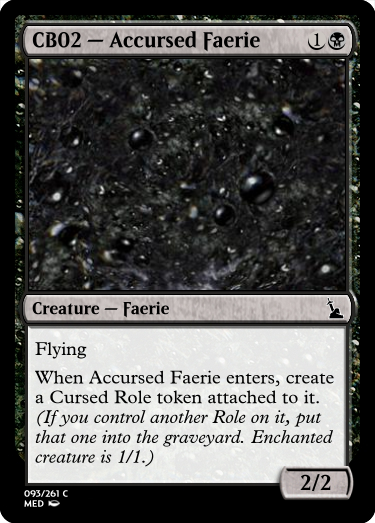 CB02 — Accursed Faerie 1
Creature — Faerie
Flying
When Accursed Faerie enters, create
a Cursed Role token attached to it.
(If you control another Role on it, put
that one into the graveyard. Enchanted
creature is 1/1.)
2/2
093/261 C
MED